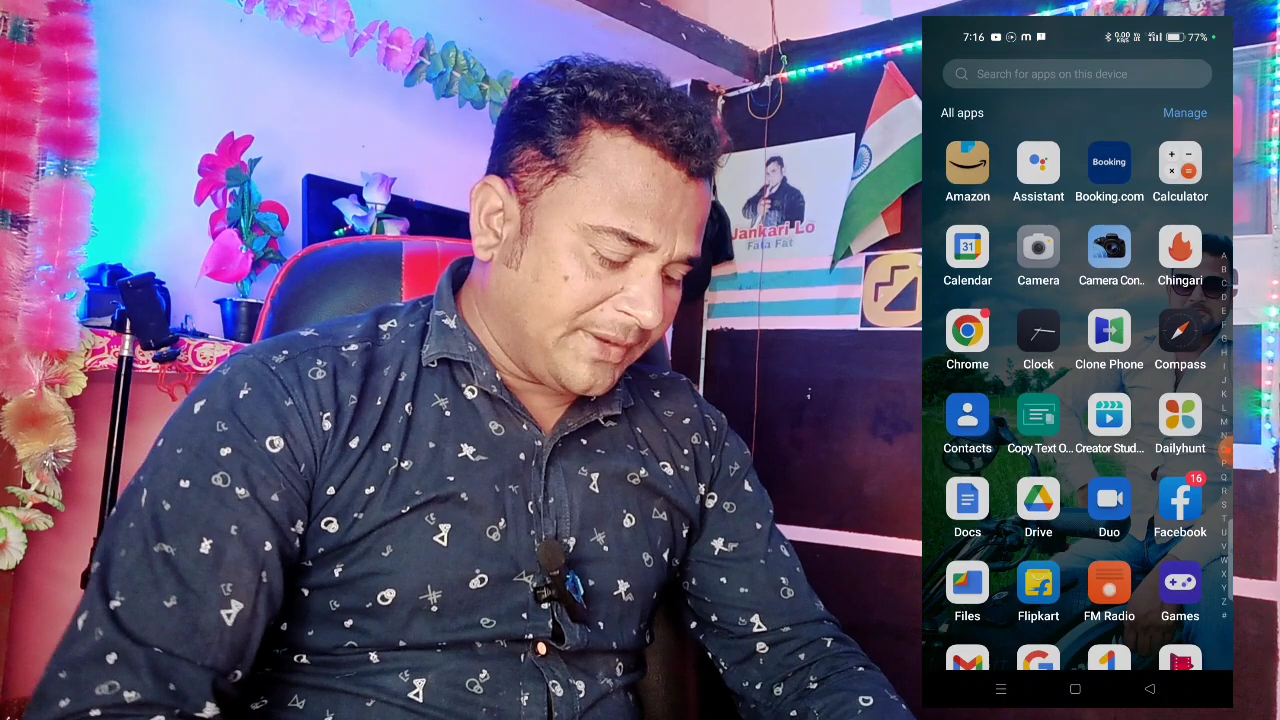 Jankari Lo
Fata Fat
7:16 77%
Search for apps on this device
All apps Manage
Booking
Amazon Assistant Booking.com Calculator
31
Calendar Camera Camera Con.. Chingari
Chrome Clock Clone Phone Compass
Contacts Copy Text O... Creator Stud... Dailyhunt
16
Docs Drive Duo Facebook
Files Flipkart FM Radio Games
A
B
C
D
E
F
G
H
I
J
K
L
M
N
P
Q
R
S
T
U
V
W
X
Y
Z
#